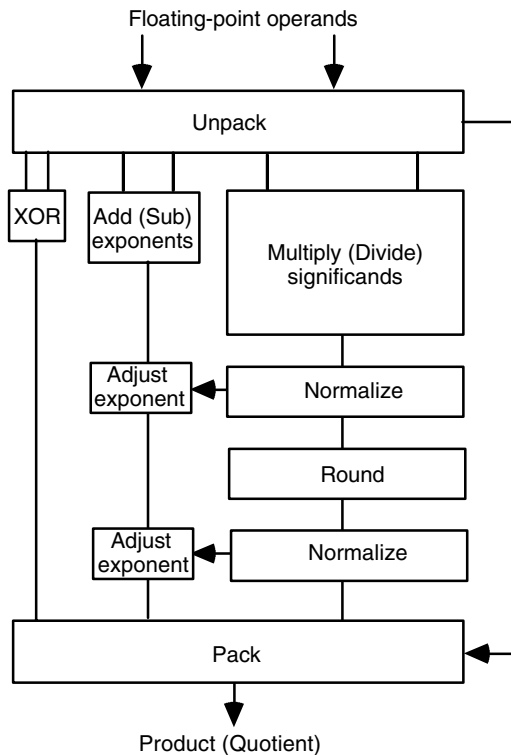 Floating-point operands
Unpack
XOR
Add (Sub)
exponents
Multiply (Divide)
significands
Adjust
exponent
Normalize
Round
Adjust
exponent
Normalize
Pack
Product (Quotient)